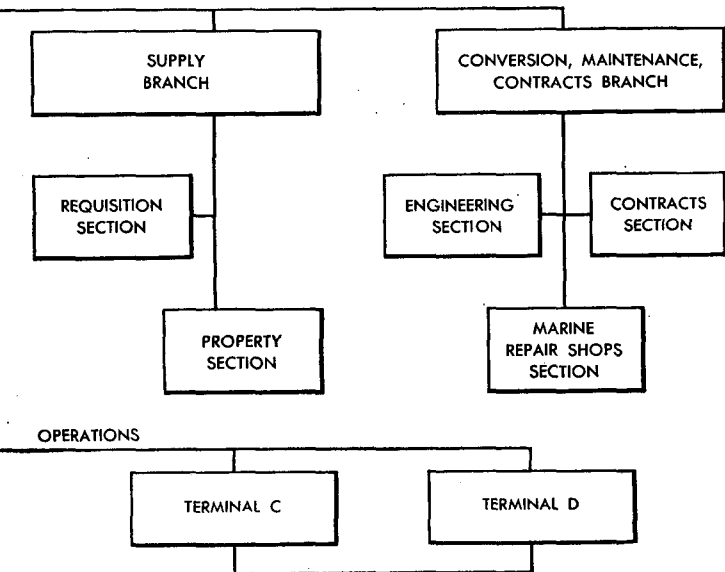 SUPPLY
BRANCH
CONVERSION, MAINTENANCE,
CONTRACTS BRANCH
REQUISITION
SECTION
ENGINEERING
SECTION
CONTRACTS
SECTION
PROPERTY
SECTION
MARINE
REPAIR SHOPS
SECTION
OPERATIONS
TERMINAL C
TERMINAL D